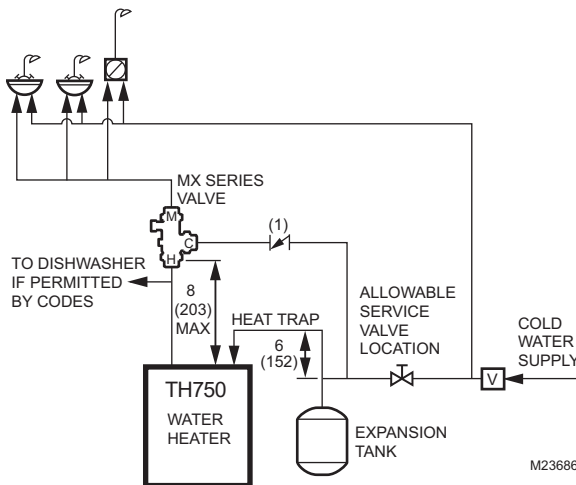 MX SERIES
VALVE
M
(1)
C
H
TO DISHWASHER
IF PERMITTED
BY CODES
8
(203)
MAX
HEAT TRAP
6
(152)
ALLOWABLE
SERVICE
VALVE
LOCATION
COLD
WATER
SUPPLY
V
TH750
WATER
HEATER
EXPANSION
TANK
M23686